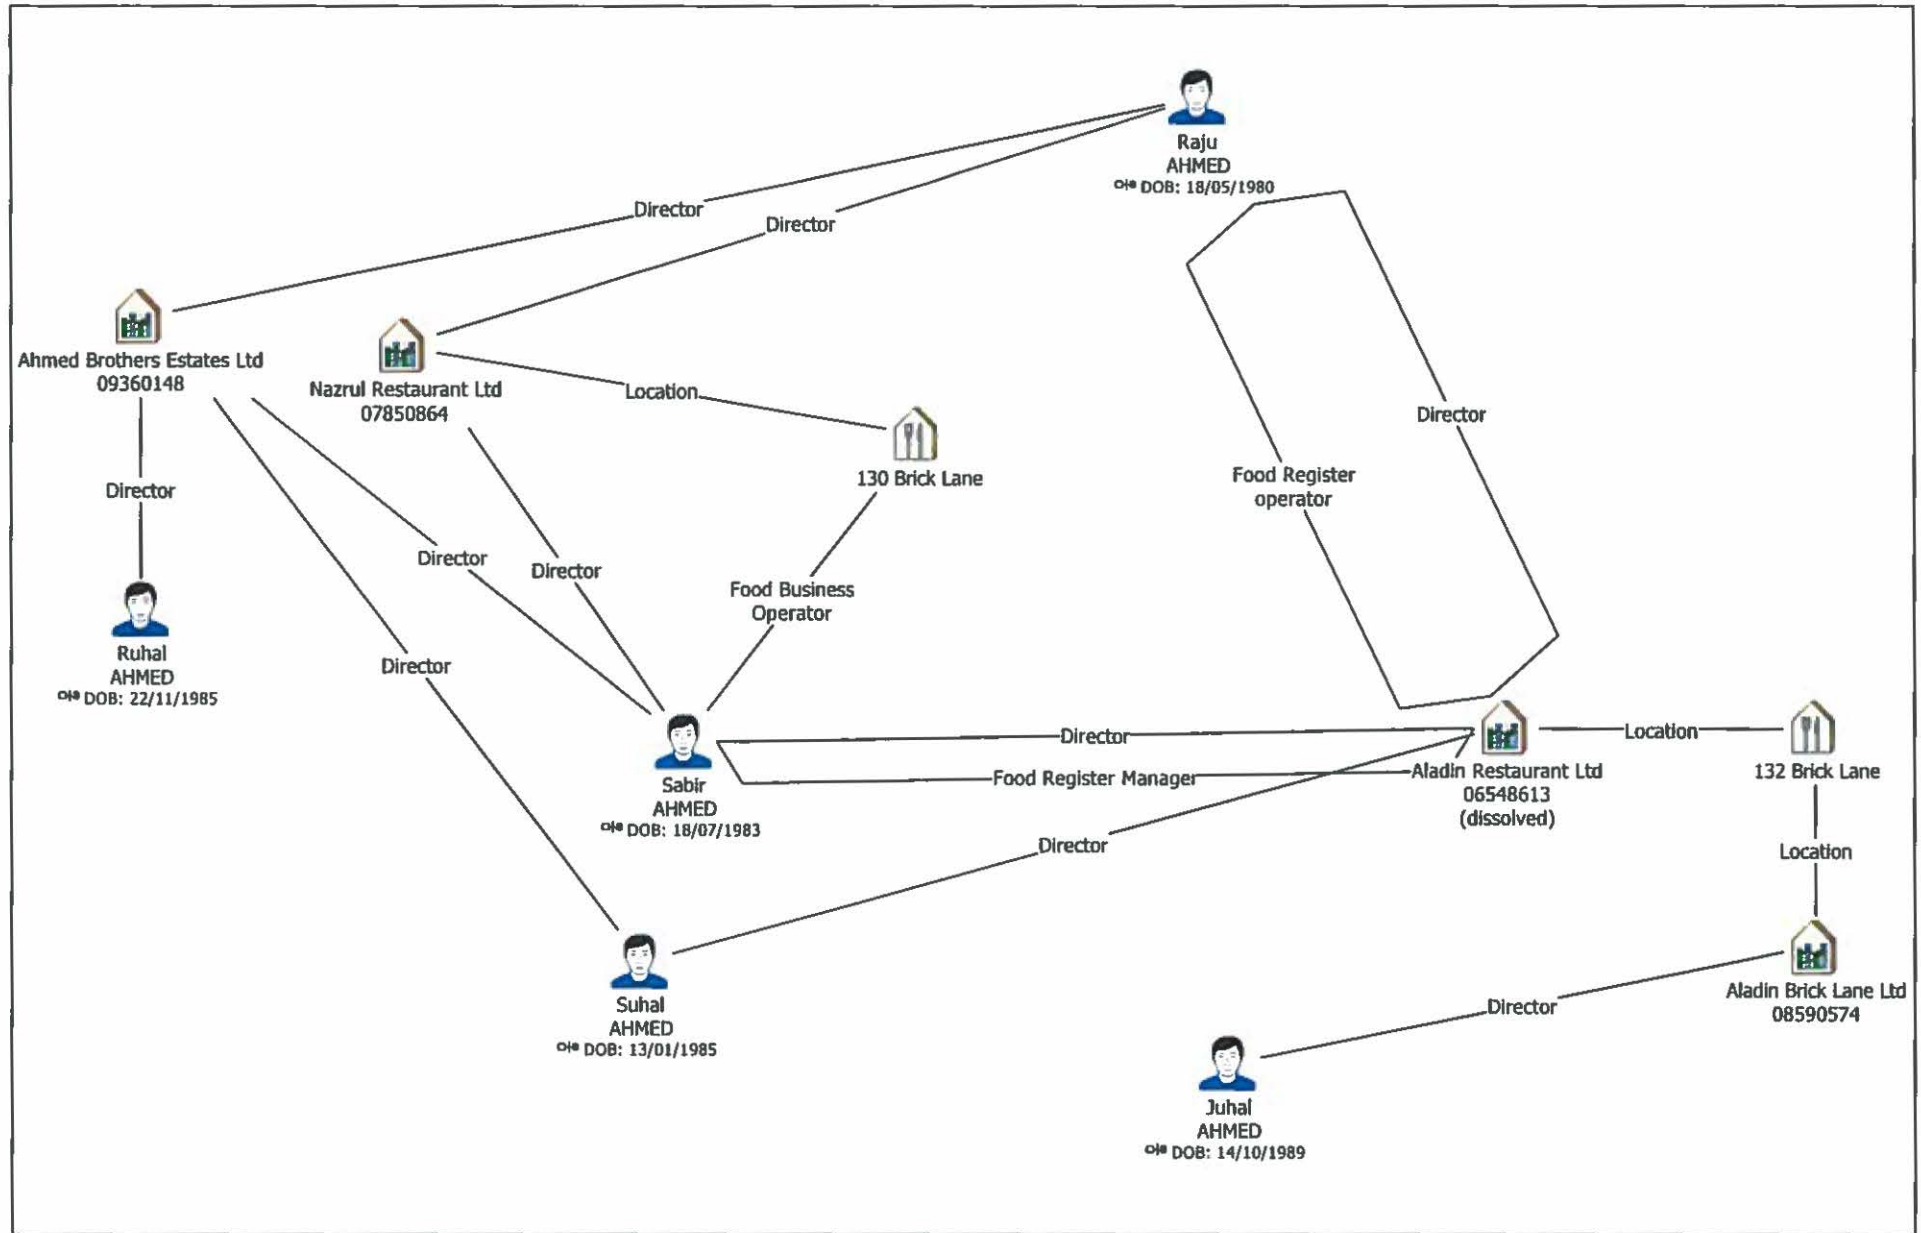 Raju
AHMED
DOB: 18/05/1980
Director
Director
Ahmed Brothers Estates Ltd
09360148
Nazrul Restaurant Ltd
07850864
Location
130 Brick Lane
Director
Food Register
operator
Director
Director
Director
Food Business
Operator
Ruhal
AHMED
DOB: 22/11/1985
Director
Sabir
AHMED
DOB: 18/07/1983
Director
Food Register Manager
Aladin Restaurant Ltd
06548613
(dissolved)
Location
132 Brick Lane
Director
Location
Suhal
AHMED
DOB: 13/01/1985
Aladin Brick Lane Ltd
08590574
Director
Juhal
AHMED
DOB: 14/10/1989